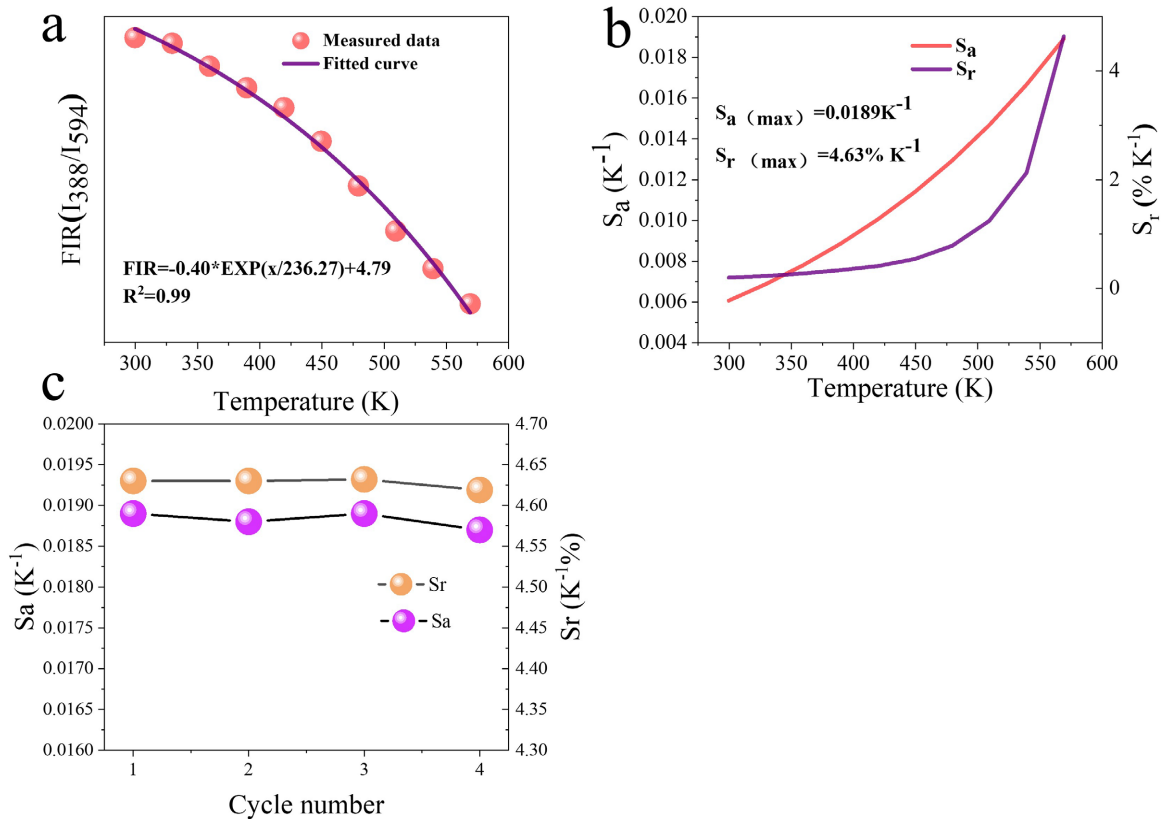 a
FIR(I388/I594)
Measured data
Fitted curve
FIR=-0.40*EXP(x/236.27)+4.79
R²=0.99
300 350 400 450 500 550 600
Temperature (K)
b
Sa (K⁻¹)
0.020
0.018
0.016
0.014
0.012
0.010
0.008
0.006
0.004
Sa
Sr
Sa（max）=0.0189K⁻¹
Sr （max）=4.63% K⁻¹
4
2
0
Sr (% K⁻¹)
300 350 400 450 500 550 600
Temperature (K)
c
Sa (K⁻¹)
0.0200
0.0195
0.0190
0.0185
0.0180
0.0175
0.0170
0.0165
0.0160
Sr
Sa
4.70
4.65
4.60
4.55
4.50
4.45
4.40
4.35
4.30
Sr (K⁻¹%)
1 2 3 4
Cycle number